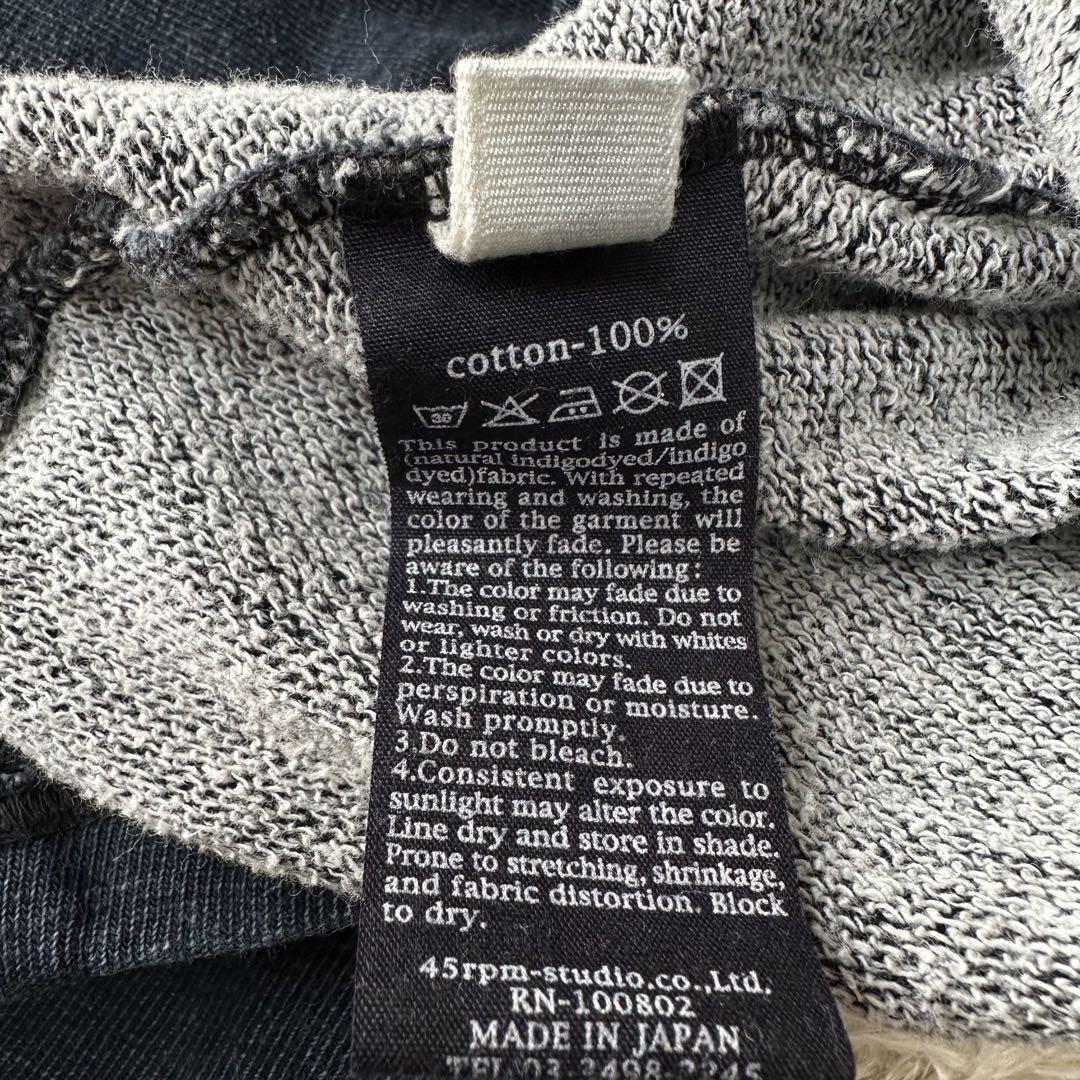 cotton-100%
30
This product is made of
(natural indigodyed/indigo
dyed)fabric. With repeated
wearing and washing, the
color of the garment will
pleasantly fade. Please be
aware of the following:
1.The color may fade due to
washing or friction. Do not
wear, wash or dry with whites
or lighter colors.
2.The color may fade due to
perspiration or moisture.
Wash promptly.
3.Do not bleach.
4.Consistent exposure to
sunlight may alter the color.
Line dry and store in shade.
Prone to stretching, shrinkage,
and fabric distortion. Block
to dry.
45rpm-studio.co.,Ltd.
RN-100802
MADE IN JAPAN
TEL/03-3498-2245